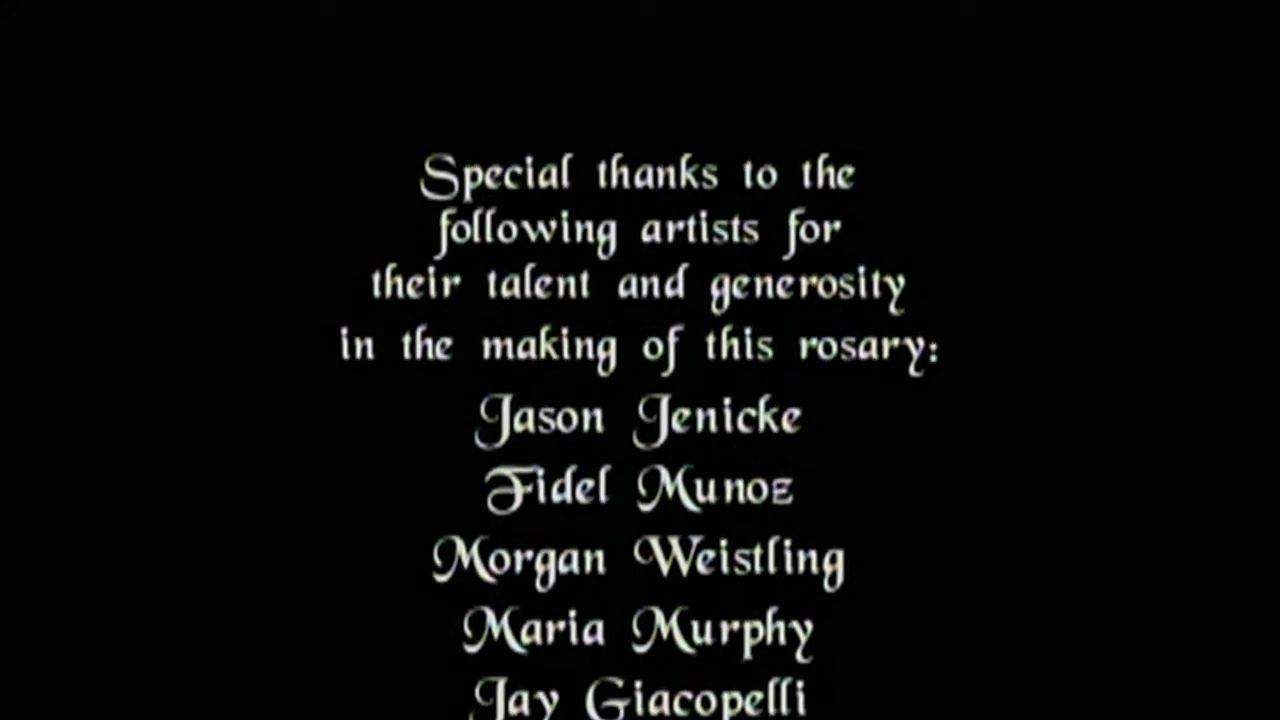 Special thanks to the
following artists for
their talent and generosity
in the making of this rosary:
Jason Jenicke
Fidel Munoz
Morgan Weistling
Maria Murphy
Jay Giacopelli